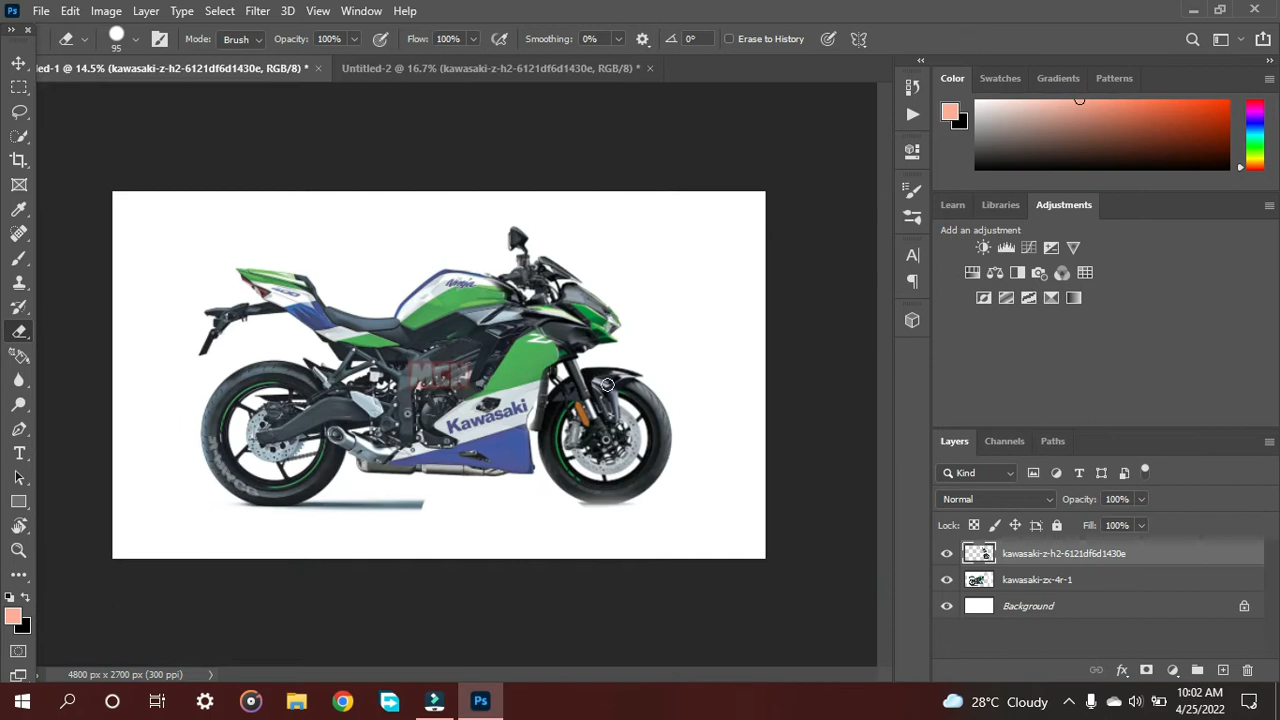 Ps File Edit Image Layer Type Select Filter 3D View Window Help
95 Mode: Brush Opacity: 100% Flow: 100% Smoothing: 0% 0° Erase to History
led-1 @ 14.5% (kawasaki-z-h2-6121df6d1430e, RGB/8) * × Untitled-2 @ 16.7% (kawasaki-z-h2-6121df6d1430e, RGB/8) * ×
Color Swatches Gradients Patterns
Learn Libraries Adjustments
Add an adjustment
Ninja
Z
MCN
Kawasaki
Layers Channels Paths
Kind
Normal Opacity: 100%
Lock: Fill: 100%
kawasaki-z-h2-6121df6d1430e
kawasaki-zx-4r-1
Background
4800 px x 2700 px (300 ppi)
Ps 28°C Cloudy 10:02 AM
4/25/2022